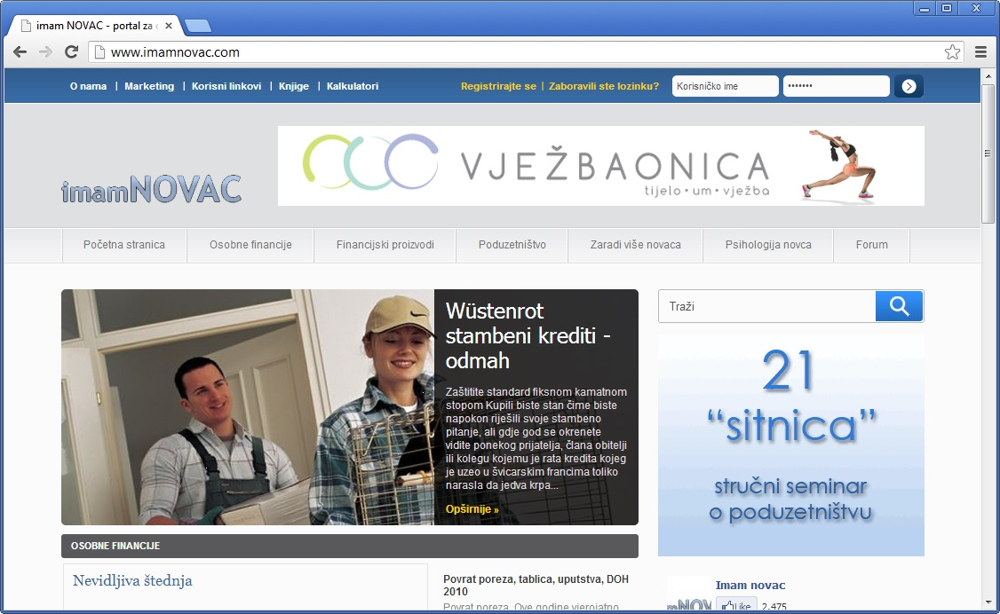 imam NOVAC - portal za
www.imamnovac.com
O nama | Marketing | Korisni linkovi | Knjige | Kalkulatori
Registrirajte se | Zaboravili ste lozinku?
Korisničko ime
•••••••
imamNOVAC
VJEŽBAONICA
tijelo • um • vježba
Početna stranica
Osobne financije
Financijski proizvodi
Poduzetništvo
Zaradi više novaca
Psihologija novca
Forum
Wüstenrot
stambeni krediti -
odmah
Zaštitite standard fiksnom kamatnom
stopom Kupili biste stan čime biste
napokon riješili svoje stambeno
pitanje, ali gdje god se okrenete
vidite ponekog prijatelja, člana obitelji
ili kolegu kojemu je rata kredita kojeg
je uzeo u švicarskim francima toliko
narasla da jedva krpa...
Opširnije »
Traži
21
“sitnica”
stručni seminar
o poduzetništvu
OSOBNE FINANCIJE
Nevidljiva štednja
Povrat poreza, tablica, uputstva, DOH
2010
Povrat poreza. Ove godine vjerojatno
Imam novac
Like 2,475